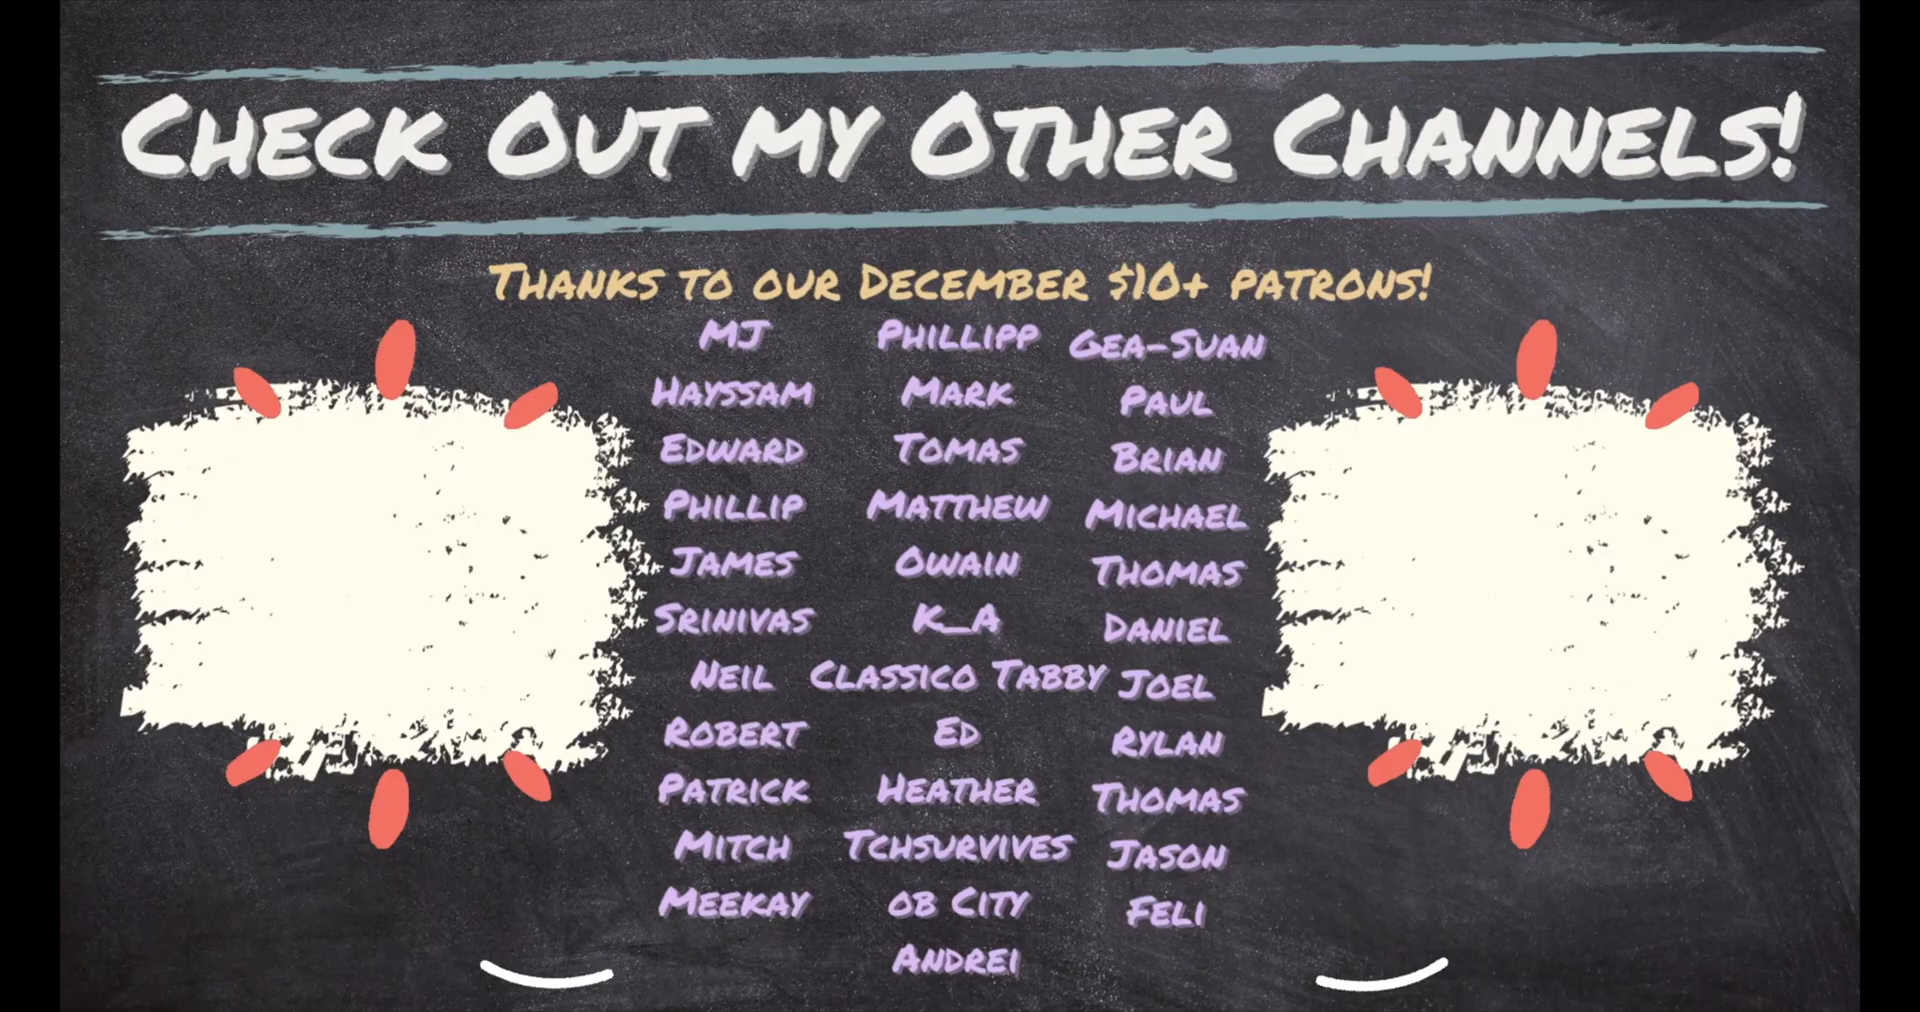 Check Out my Other Channels!
Thanks to our December $10+ patrons!
MJ
Hayssam
Edward
Phillip
James
Srinivas
Neil
Robert
Patrick
Mitch
Meekay
Phillipp
Mark
Tomas
Matthew
Owain
K_A
Classico Tabby
Ed
Heather
Tchsurvives
ob City
Andrei
Gea-Suan
Paul
Brian
Michael
Thomas
Daniel
Joel
Rylan
Thomas
Jason
Feli